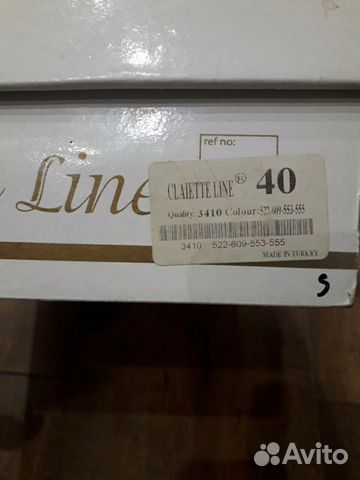 ref no:
Line
CLAIETTE LINE® 40
Quality: 3410 Colour:522-609-553-555
3410 522-609-553-555
MADE IN TURKEY
S
Avito